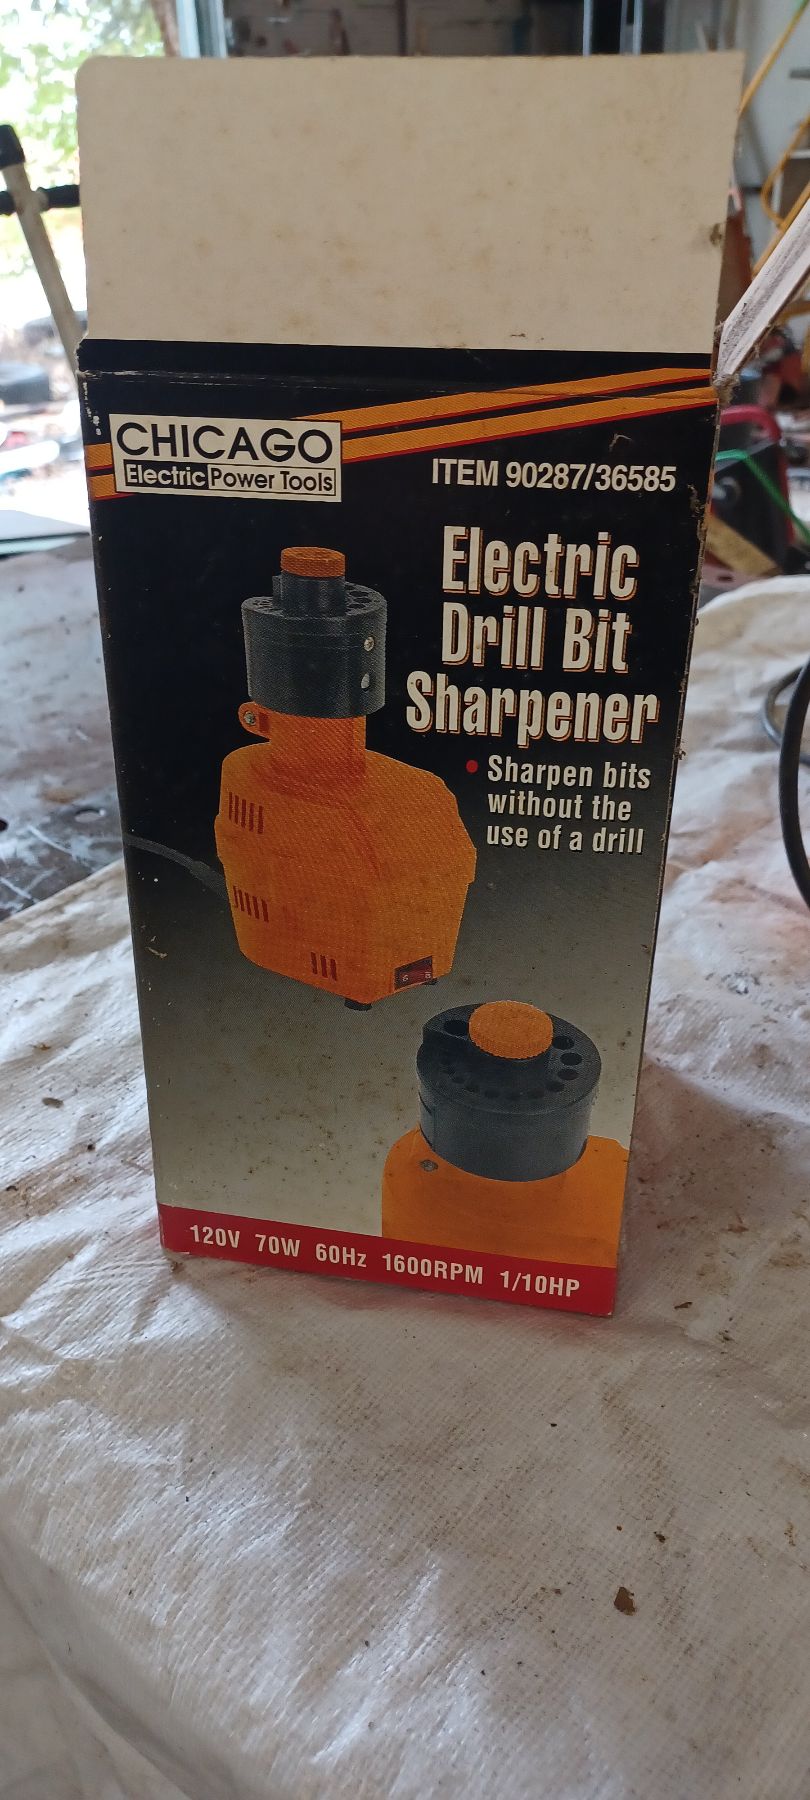 CHICAGO
Electric Power Tools
ITEM 90287/36585
Electric
Drill Bit
Sharpener
• Sharpen bits
without the
use of a drill
120V 70W 60Hz 1600RPM 1/10HP